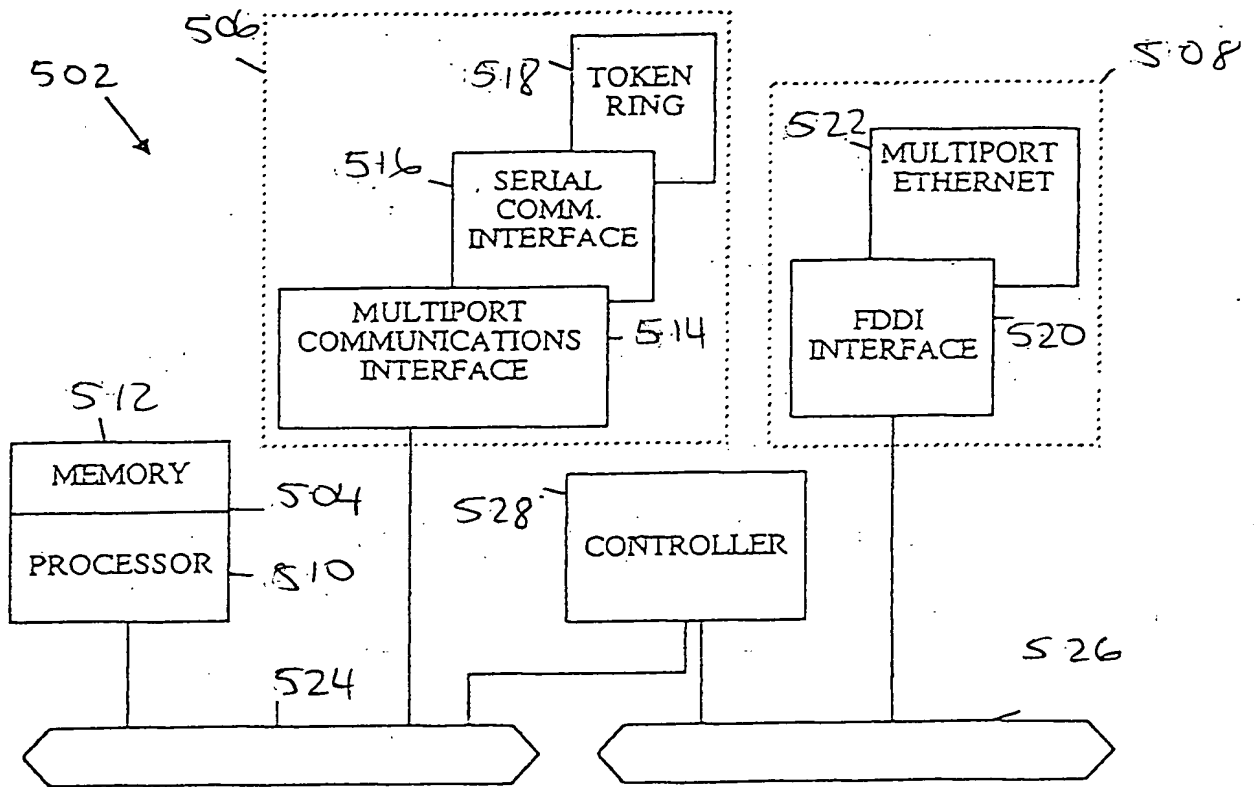 506
502
518
TOKEN
RING
508
522
MULTIPORT
ETHERNET
516
SERIAL
COMM.
INTERFACE
MULTIPORT
COMMUNICATIONS
INTERFACE
514
FDDI
INTERFACE
520
512
MEMORY
504
PROCESSOR
510
528
CONTROLLER
524
526